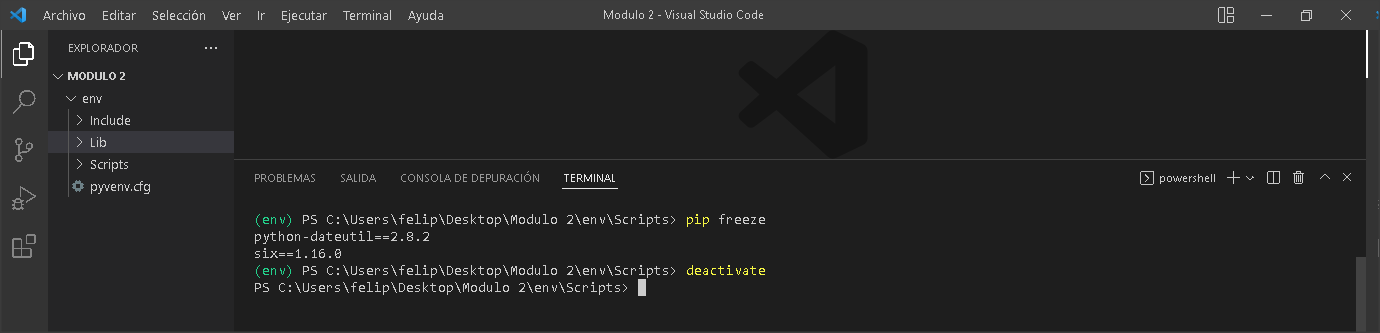 Archivo Editar Selección Ver Ir Ejecutar Terminal Ayuda Modulo 2 - Visual Studio Code
EXPLORADOR ···
MODULO 2
env
Include
Lib
Scripts
pyvenv.cfg
PROBLEMAS SALIDA CONSOLA DE DEPURACIÓN TERMINAL powershell
(env) PS C:\Users\felip\Desktop\Modulo 2\env\Scripts> pip freeze
python-dateutil==2.8.2
six==1.16.0
(env) PS C:\Users\felip\Desktop\Modulo 2\env\Scripts> deactivate
PS C:\Users\felip\Desktop\Modulo 2\env\Scripts>